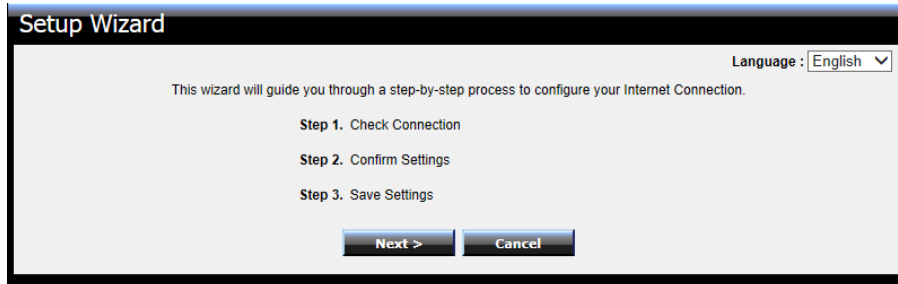 Setup Wizard
Language : English
This wizard will guide you through a step-by-step process to configure your Internet Connection.
Step 1. Check Connection
Step 2. Confirm Settings
Step 3. Save Settings
Next > Cancel